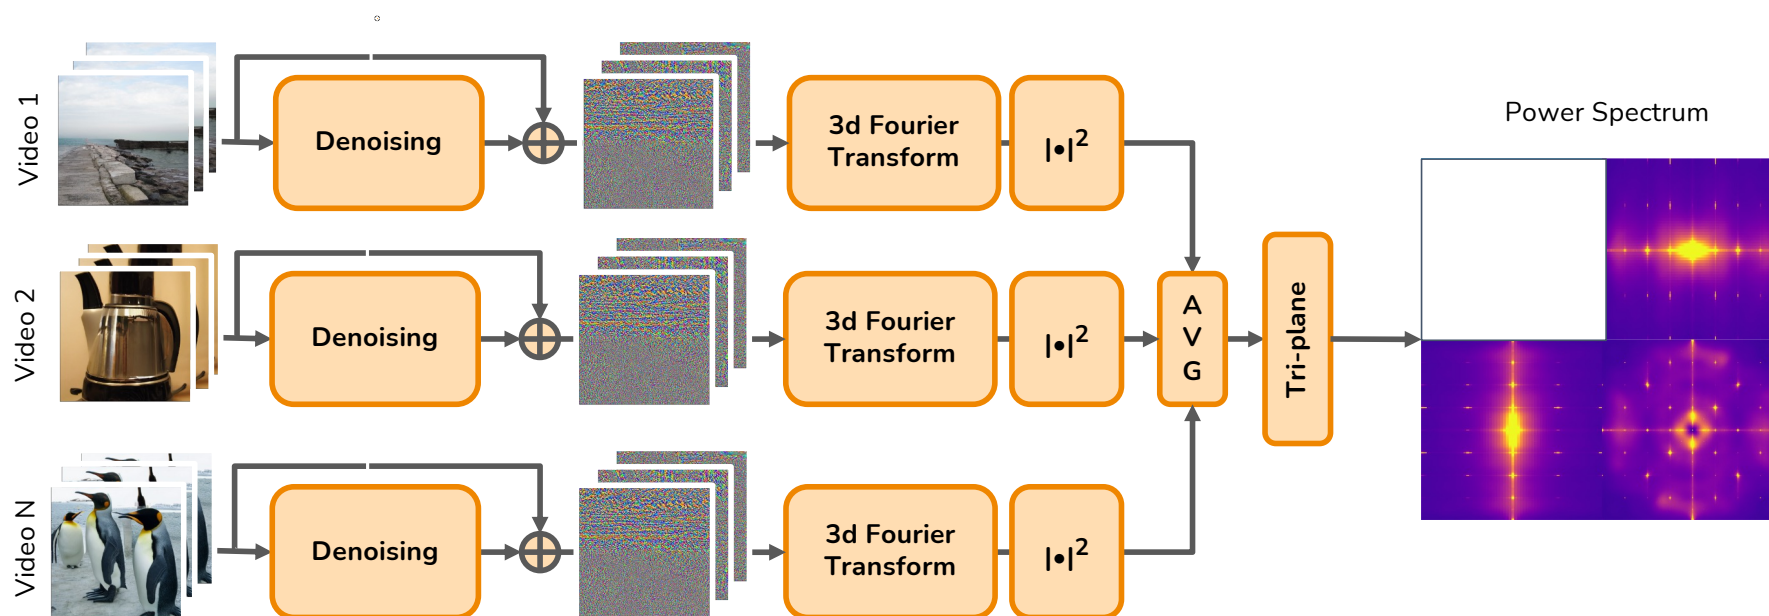 Video 1
Denoising
3d Fourier
Transform
|•|²
Power Spectrum
Video 2
Denoising
3d Fourier
Transform
|•|²
A
V
G
Tri-plane
Video N
Denoising
3d Fourier
Transform
|•|²